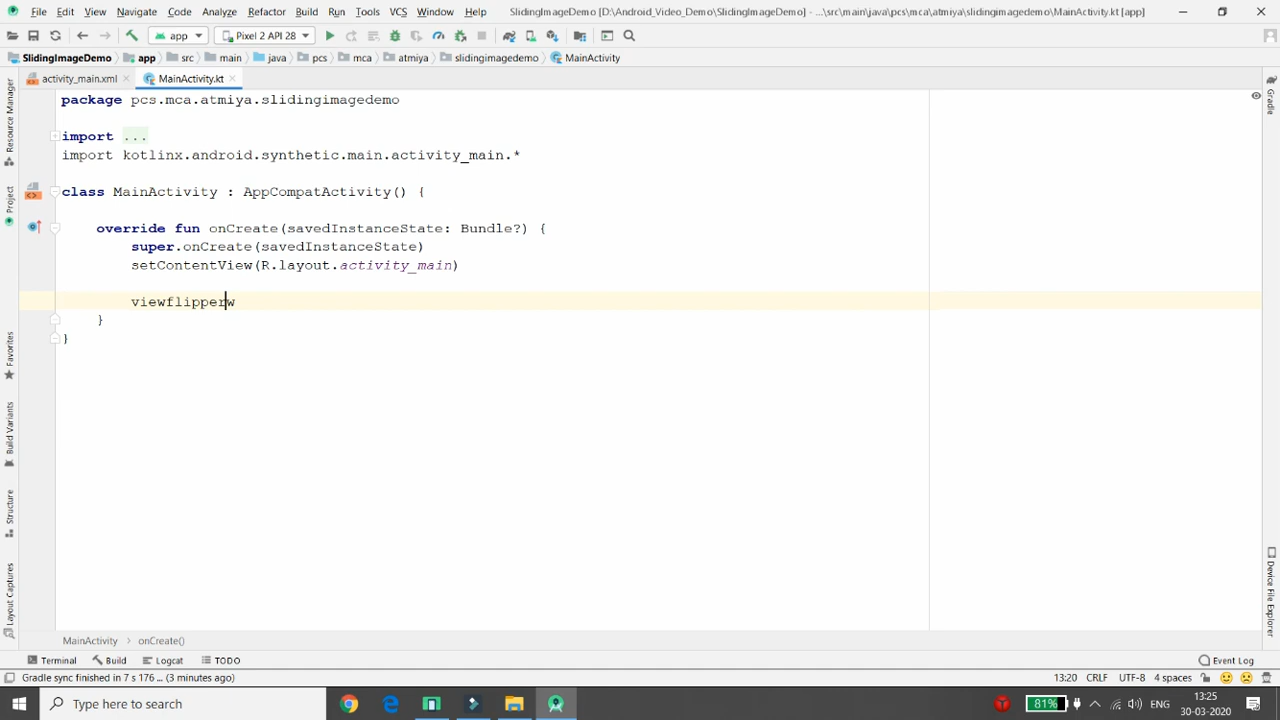 File Edit View Navigate Code Analyze Refactor Build Run Tools VCS Window Help SlidingImageDemo [D:\Android_Video_Demo\SlidingImageDemo] - ...\src\main\java\pcs\mca\atmiya\slidingimagedemo\MainActivity.kt [app]
app Pixel 2 API 28
SlidingImageDemo app src main java pcs mca atmiya slidingimagedemo MainActivity
activity_main.xml MainActivity.kt
Resource Manager
Project
Favorites
Build Variants
Structure
Layout Captures
package pcs.mca.atmiya.slidingimagedemo
import ...
import kotlinx.android.synthetic.main.activity_main.*
class MainActivity : AppCompatActivity() {
override fun onCreate(savedInstanceState: Bundle?) {
super.onCreate(savedInstanceState)
setContentView(R.layout.activity_main)
viewflipperw
}
}
Gradle
Device File Explorer
MainActivity › onCreate()
Terminal Build Logcat TODO Event Log
Gradle sync finished in 7 s 176 ... (3 minutes ago) 13:20 CRLF UTF-8 4 spaces
Type here to search 81% ENG 13:25
30-03-2020